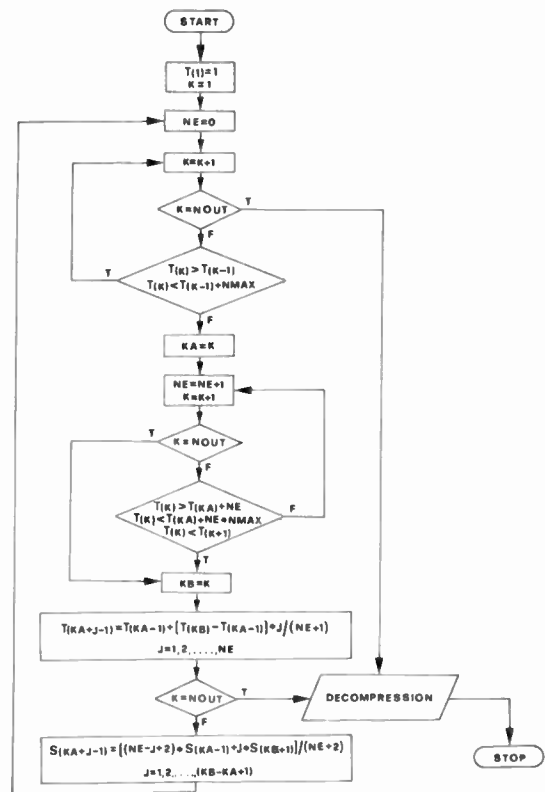 START
T(1)=1
K=1
NE=0
K=K+1
K=NOUT
T
F
T(K)>T(K-1)
T(K)<T(K-1)+NMAX
T
F
KA=K
NE=NE+1
K=K+1
T
K=NOUT
F
T(K)>T(KA)+NE
T(K)<T(KA)+NE*NMAX
T(K)<T(K+1)
F
T
KB=K
T(KA+J-1)=T(KA-1)+[T(KB)-T(KA-1)]*J/(NE+1)
J=1,2,....,NE
K=NOUT
T
DECOMPRESSION
F
S(KA+J-1)=[(NE-J+2)*S(KA-1)+J*S(KB+1)]/(NE+2)
J=1,2,....,(KB-KA+1)
STOP